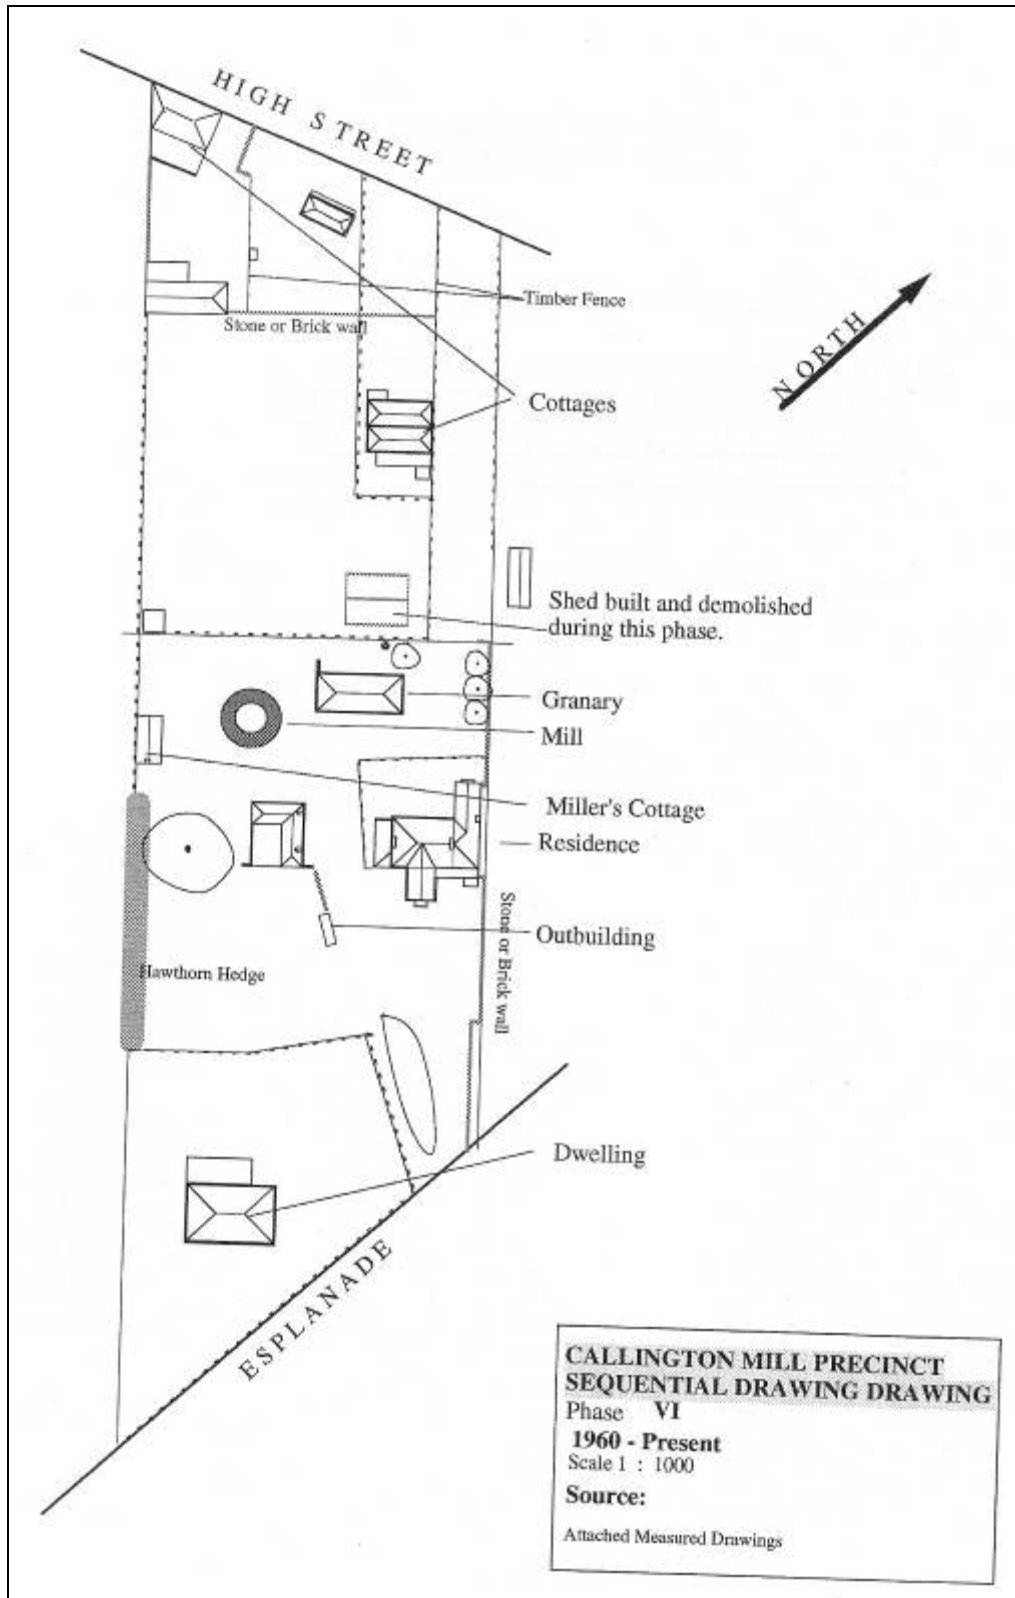 HIGH STREET
NORTH
Timber Fence
Stone or Brick wall
Cottages
Shed built and demolished
during this phase.
Granary
Mill
Miller's Cottage
Residence
Stone or Brick wall
Outbuilding
Hawthorn Hedge
Dwelling
ESPLANADE
CALLINGTON MILL PRECINCT
SEQUENTIAL DRAWING DRAWING
Phase VI
1960 - Present
Scale 1 : 1000
Source:
Attached Measured Drawings